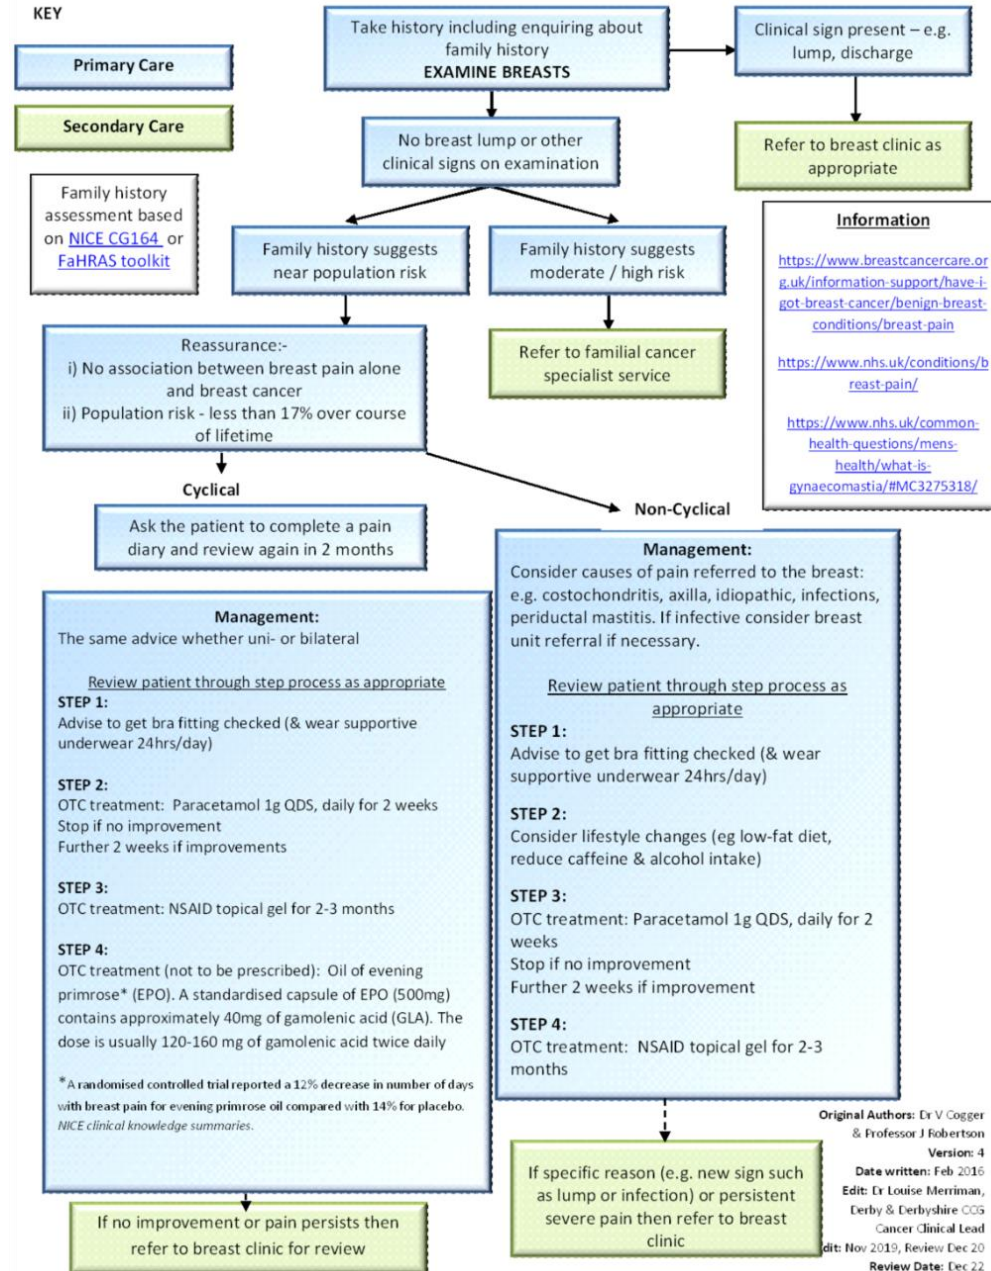 KEY
Primary Care
Secondary Care
Family history
assessment based
on NICE CG164 or
FaHRAS toolkit
Take history including enquiring about
family history
EXAMINE BREASTS
Clinical sign present – e.g.
lump, discharge
No breast lump or other
clinical signs on examination
Refer to breast clinic as
appropriate
Family history suggests
near population risk
Family history suggests
moderate / high risk
Information
https://www.breastcancercare.or
g.uk/information-support/have-i-
got-breast-cancer/benign-breast-
conditions/breast-pain
https://www.nhs.uk/conditions/b
reast-pain/
https://www.nhs.uk/common-
health-questions/mens-
health/what-is-
gynaecomastia/#MC3275318/
Reassurance:-
i) No association between breast pain alone
and breast cancer
ii) Population risk - less than 17% over course
of lifetime
Refer to familial cancer
specialist service
Cyclical
Ask the patient to complete a pain
diary and review again in 2 months
Management:
The same advice whether uni- or bilateral
Review patient through step process as appropriate
STEP 1:
Advise to get bra fitting checked (& wear supportive
underwear 24hrs/day)
STEP 2:
OTC treatment: Paracetamol 1g QDS, daily for 2 weeks
Stop if no improvement
Further 2 weeks if improvements
STEP 3:
OTC treatment: NSAID topical gel for 2-3 months
STEP 4:
OTC treatment (not to be prescribed): Oil of evening
primrose* (EPO). A standardised capsule of EPO (500mg)
contains approximately 40mg of gamolenic acid (GLA). The
dose is usually 120-160 mg of gamolenic acid twice daily
*A randomised controlled trial reported a 12% decrease in number of days
with breast pain for evening primrose oil compared with 14% for placebo.
NICE clinical knowledge summaries.
If no improvement or pain persists then
refer to breast clinic for review
Non-Cyclical
Management:
Consider causes of pain referred to the breast:
e.g. costochondritis, axilla, idiopathic, infections,
periductal mastitis. If infective consider breast
unit referral if necessary.
Review patient through step process as
appropriate
STEP 1:
Advise to get bra fitting checked (& wear
supportive underwear 24hrs/day)
STEP 2:
Consider lifestyle changes (eg low-fat diet,
reduce caffeine & alcohol intake)
STEP 3:
OTC treatment: Paracetamol 1g QDS, daily for 2
weeks
Stop if no improvement
Further 2 weeks if improvement
STEP 4:
OTC treatment: NSAID topical gel for 2-3
months
If specific reason (e.g. new sign such
as lump or infection) or persistent
severe pain then refer to breast
clinic
Original Authors: Dr V Cogger
& Professor J Robertson
Version: 4
Date written: Feb 2016
Edit: Dr Louise Merriman,
Derby & Derbyshire CCG
Cancer Clinical Lead
dit: Nov 2019, Review Dec 20
Review Date: Dec 22